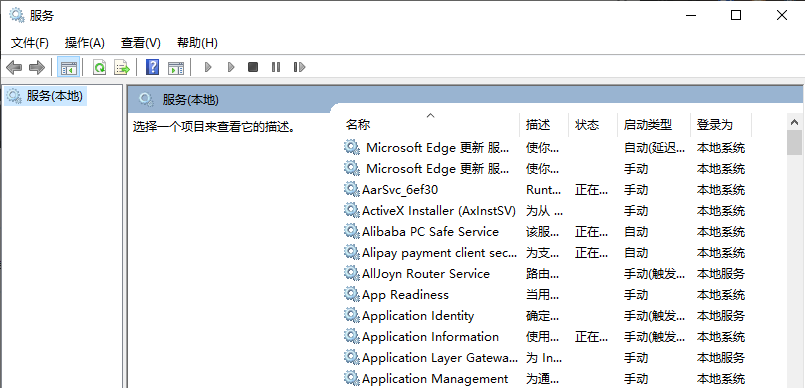 服务
文件(F) 操作(A) 查看(V) 帮助(H)
服务(本地)
服务(本地)
选择一个项目来查看它的描述。
名称 描述 状态 启动类型 登录为
Microsoft Edge 更新 服... 使你... 自动(延迟... 本地系统
Microsoft Edge 更新 服... 使你... 手动 本地系统
AarSvc_6ef30 Runt... 正在... 手动 本地系统
ActiveX Installer (AxInstSV) 为从 ... 手动 本地系统
Alibaba PC Safe Service 该服... 正在... 自动 本地系统
Alipay payment client sec... 为支... 正在... 自动 本地系统
AllJoyn Router Service 路由... 手动(触发... 本地服务
App Readiness 当用... 手动 本地系统
Application Identity 确定... 手动(触发... 本地服务
Application Information 使用... 正在... 手动(触发... 本地系统
Application Layer Gatewa... 为 In... 手动 本地服务
Application Management 为通... 手动 本地系统